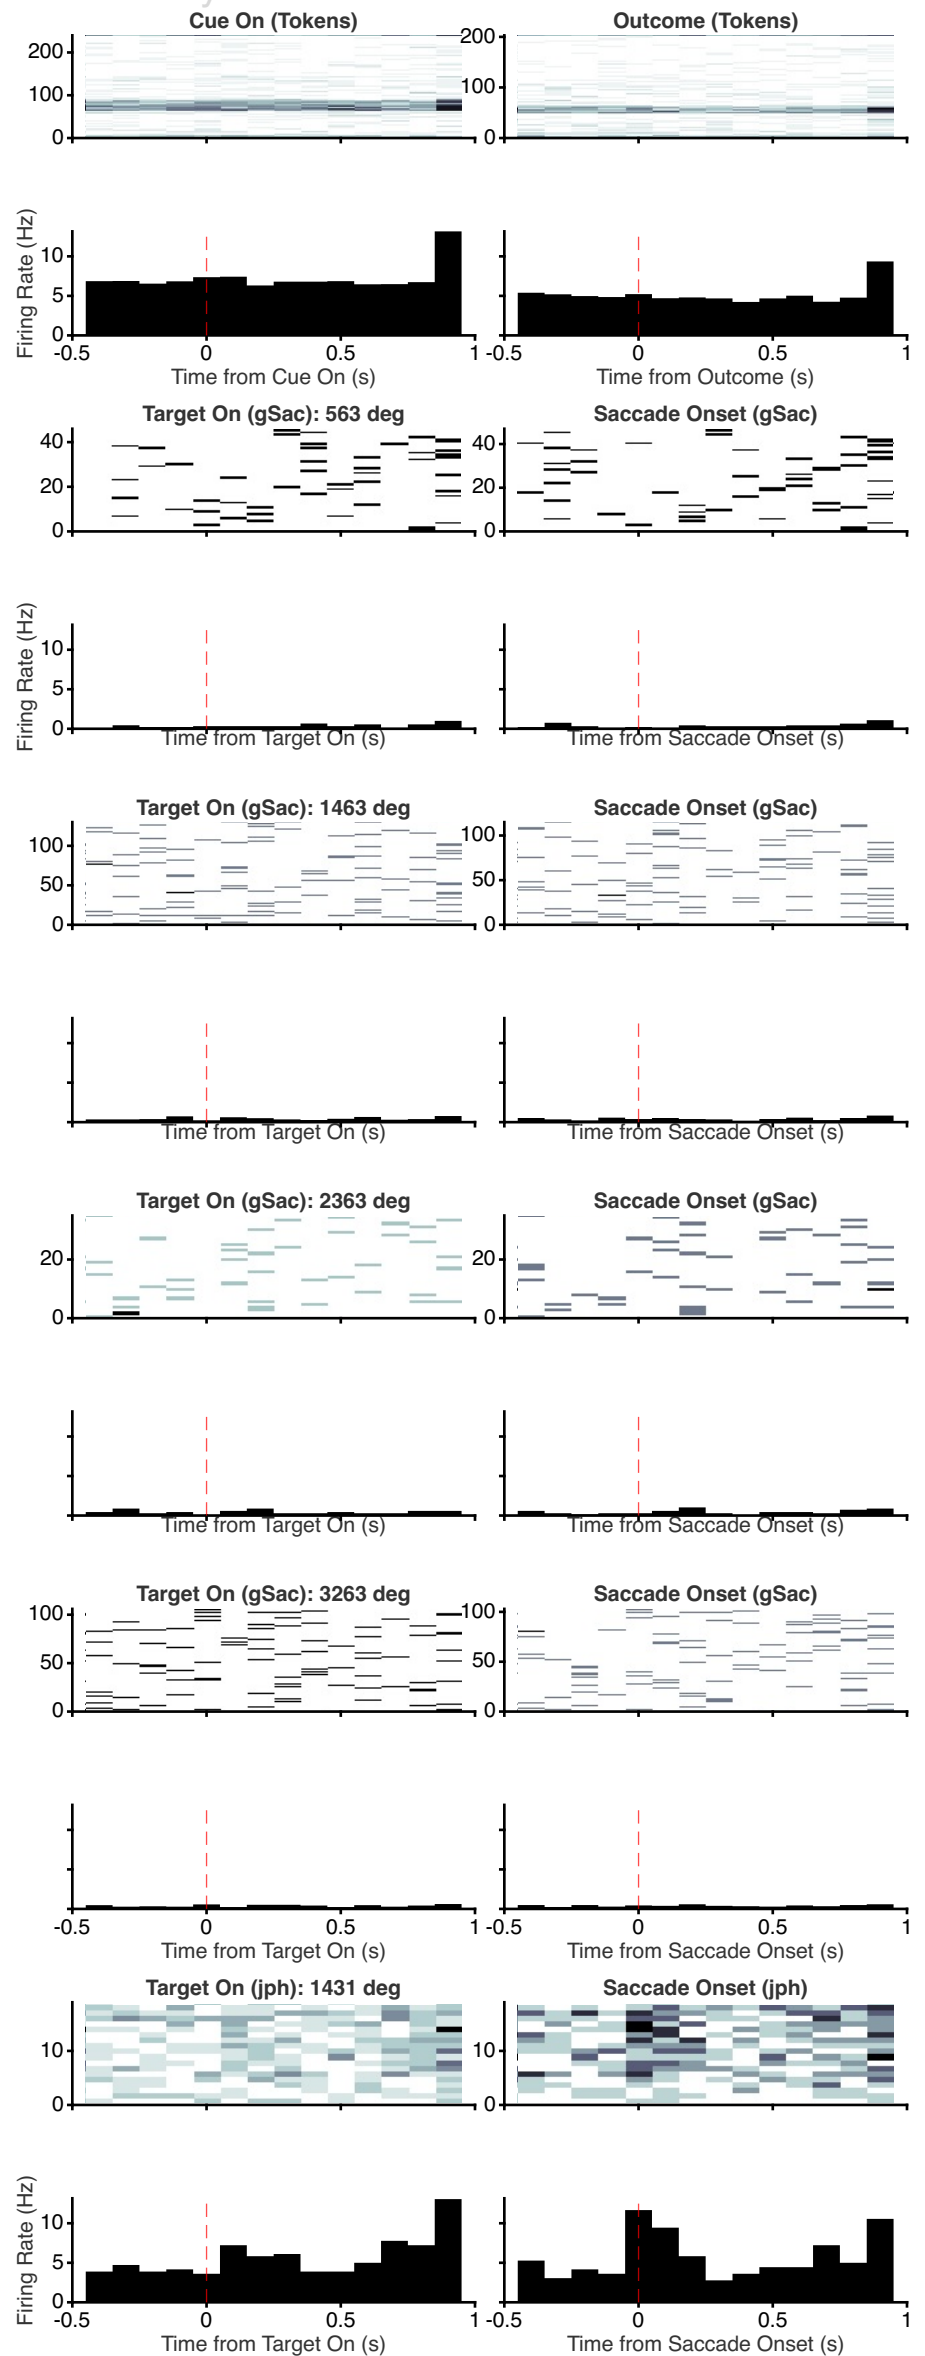 Cue On (Tokens) Outcome (Tokens)
200 200
100 100
0 0
Firing Rate (Hz)
10
5
0
-0.5 0 0.5 1 -0.5 0 0.5 1
Time from Cue On (s) Time from Outcome (s)
Target On (gSac): 563 deg Saccade Onset (gSac)
40 40
20 20
0 0
Firing Rate (Hz)
10
5
0
Time from Target On (s) Time from Saccade Onset (s)
Target On (gSac): 1463 deg Saccade Onset (gSac)
100 100
50 50
0 0
Time from Target On (s) Time from Saccade Onset (s)
Target On (gSac): 2363 deg Saccade Onset (gSac)
20 20
0 0
Time from Target On (s) Time from Saccade Onset (s)
Target On (gSac): 3263 deg Saccade Onset (gSac)
100 100
50 50
0 0
-0.5 0 0.5 1 -0.5 0 0.5 1
Time from Target On (s) Time from Saccade Onset (s)
Target On (jph): 1431 deg Saccade Onset (jph)
10 10
0 0
Firing Rate (Hz)
10
5
0
-0.5 0 0.5 1 -0.5 0 0.5 1
Time from Target On (s) Time from Saccade Onset (s)